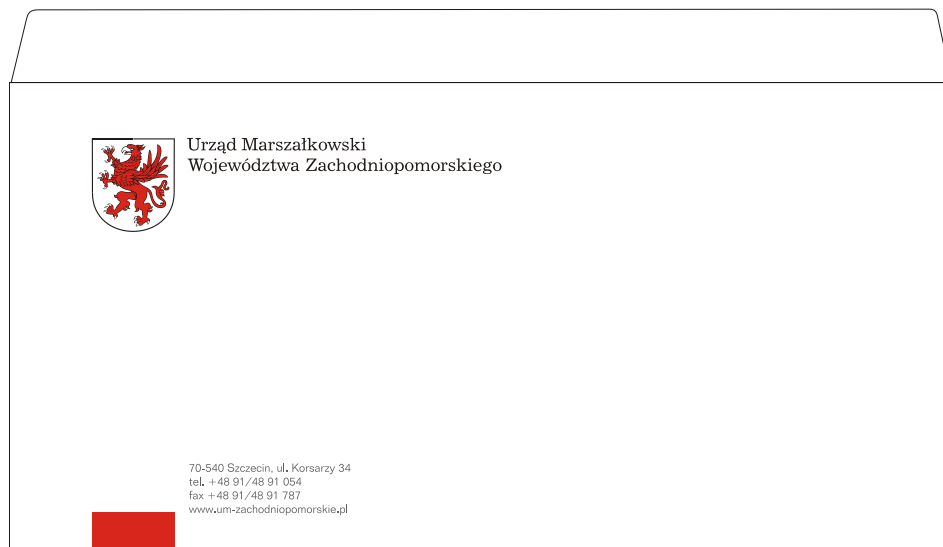 Urząd Marszałkowski
Województwa Zachodniopomorskiego
70-540 Szczecin, ul. Korsarzy 34
tel. +48 91/48 91 054
fax +48 91/48 91 787
www.um-zachodniopomorskie.pl